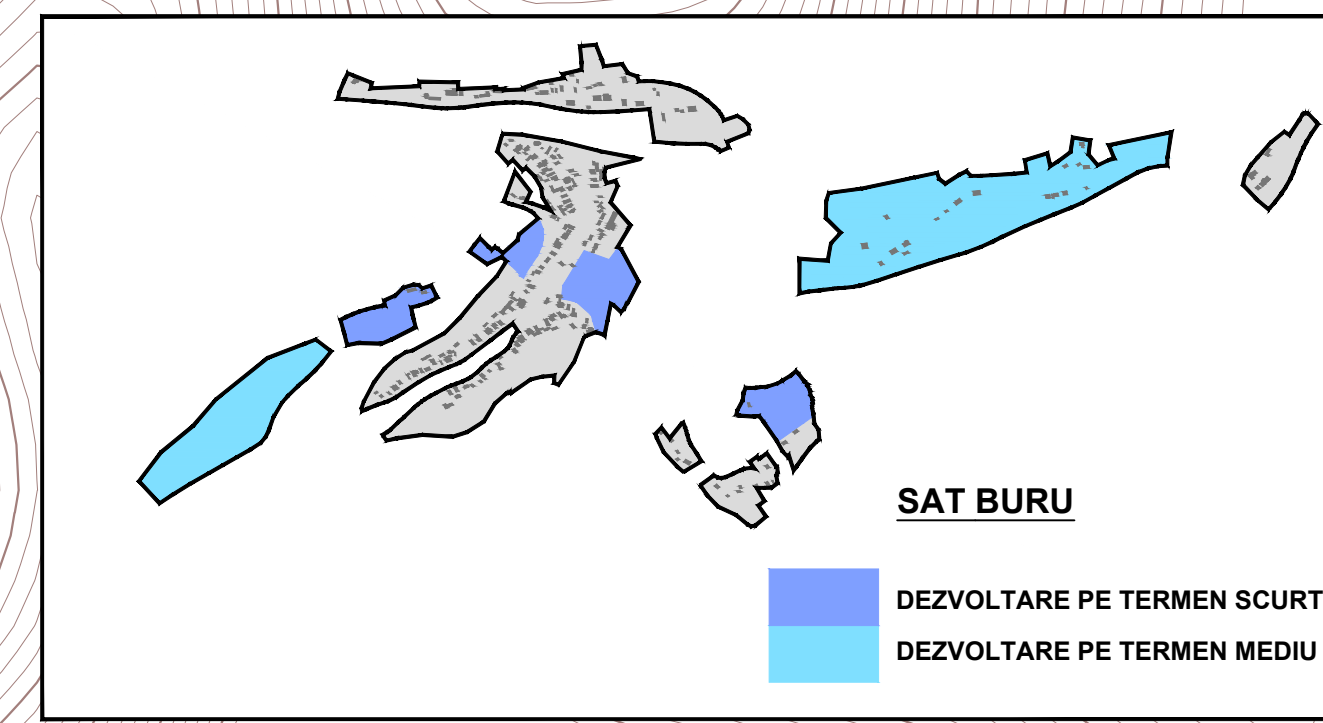 SAT BURU
DEZVOLTARE PE TERMEN SCURT
DEZVOLTARE PE TERMEN MEDIU